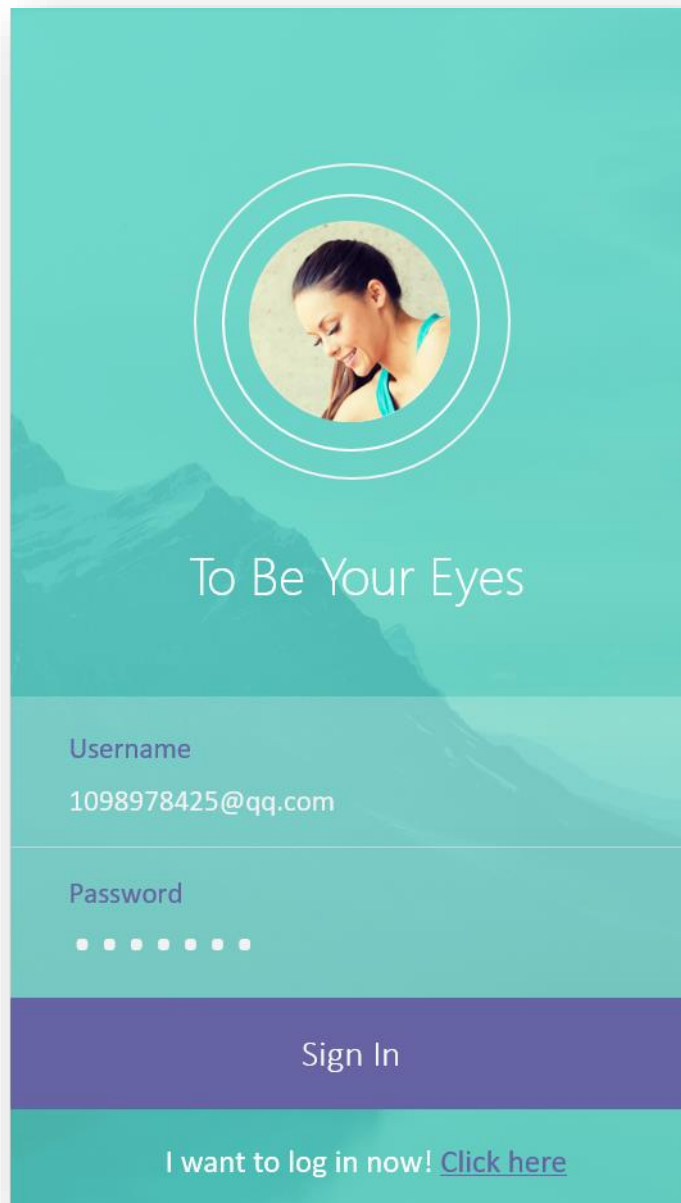 To Be Your Eyes
Username
1098978425@qq.com
Password
Sign In
I want to log in now! Click here